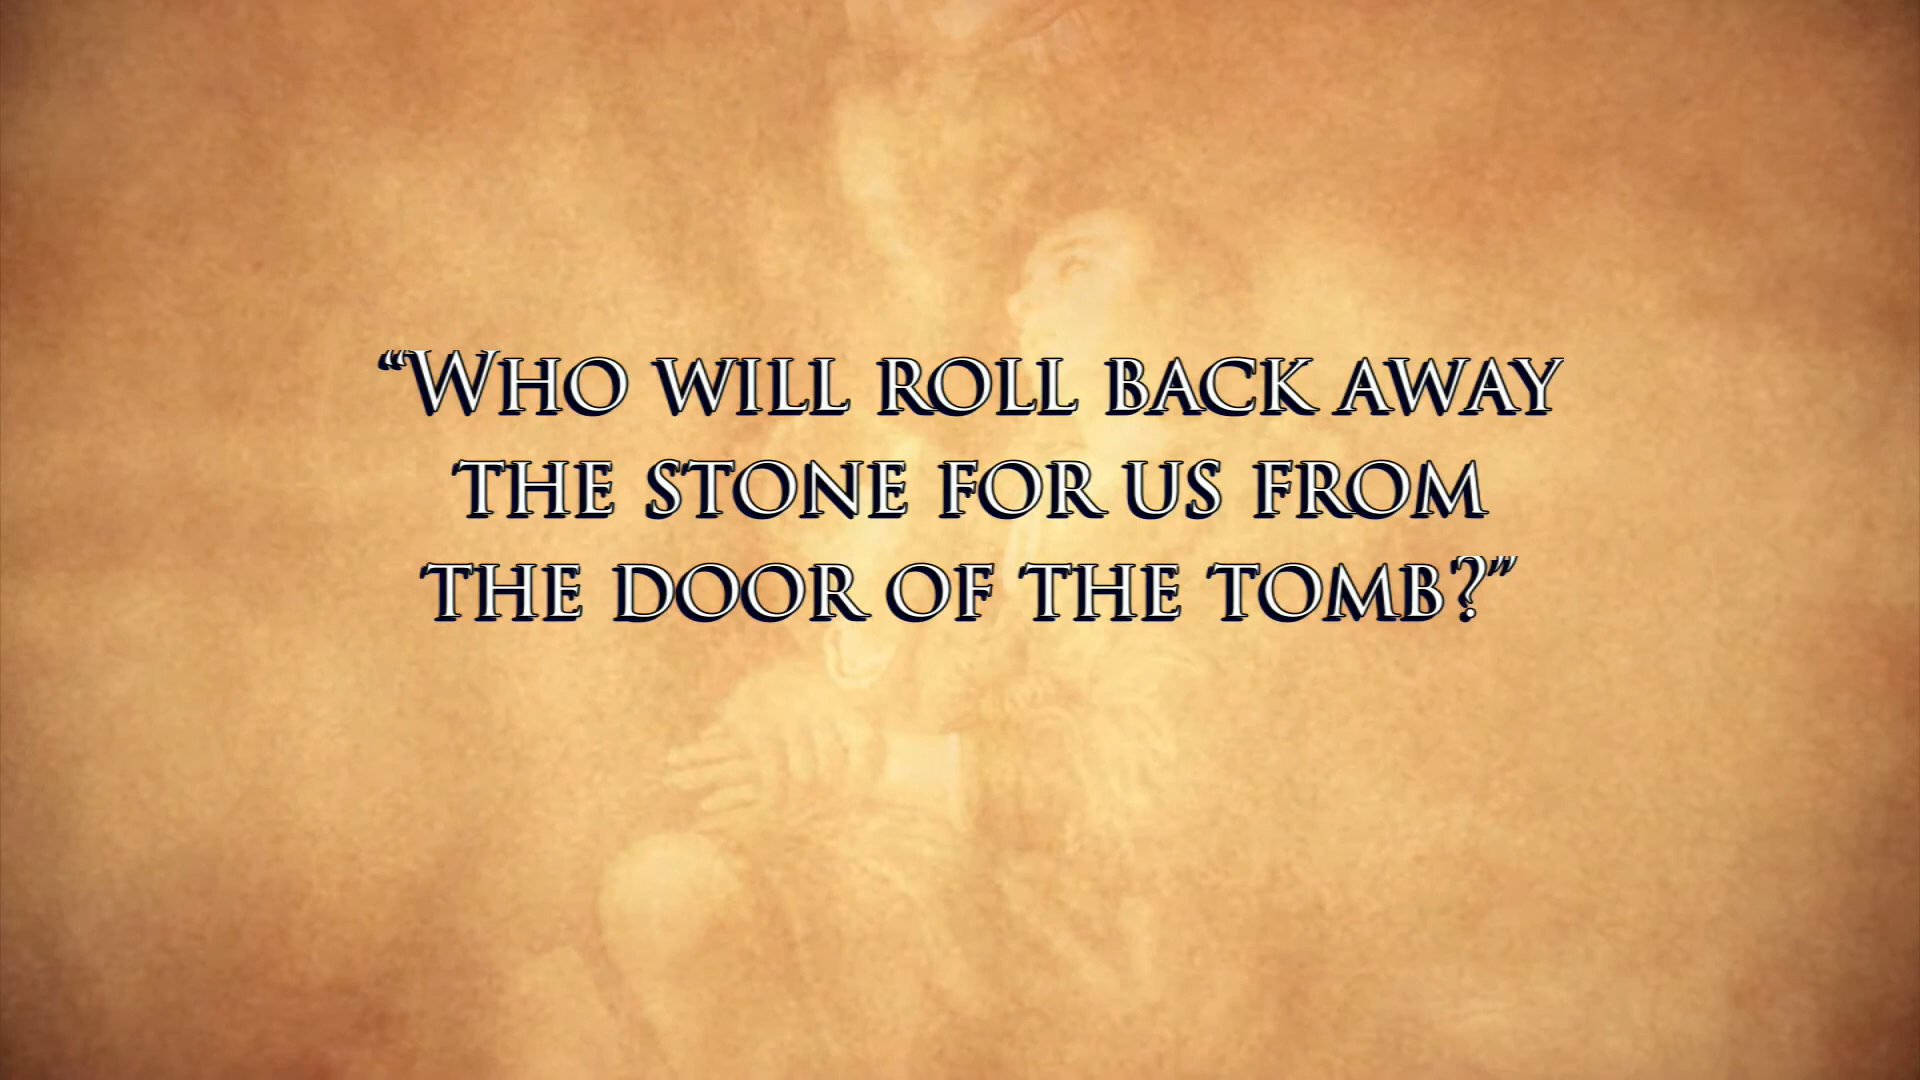 “Who will roll back away
the stone for us from
the door of the tomb?”